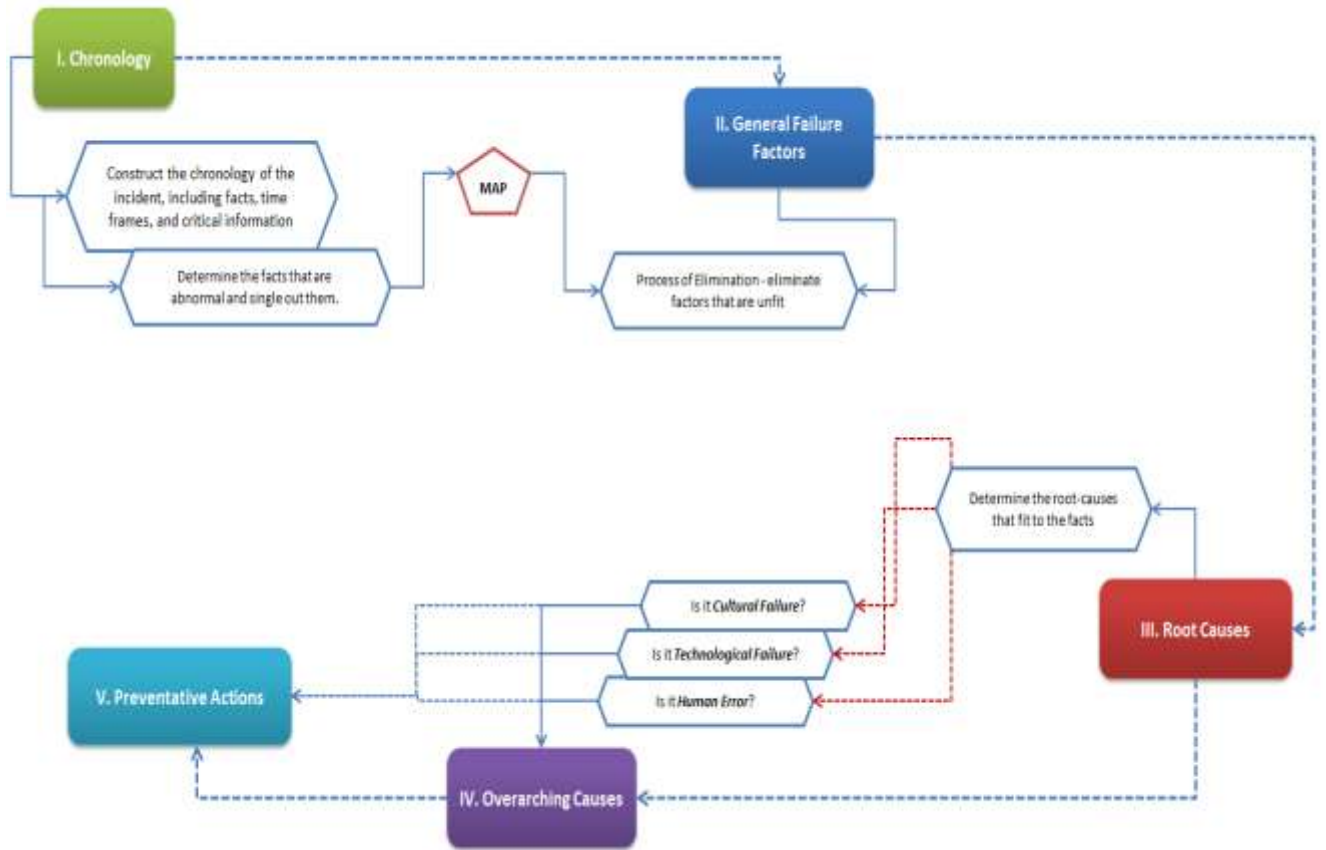 I. Chronology
II. General Failure
Factors
Construct the chronology of the
incident, including facts, time
frames, and critical information
MAP
Determine the facts that are
abnormal and single out them.
Process of Elimination - eliminate
factors that are unfit
Determine the root-causes
that fit to the facts
Is it Cultural Failure?
III. Root Causes
Is it Technological Failure?
V. Preventative Actions
Is it Human Error?
IV. Overarching Causes